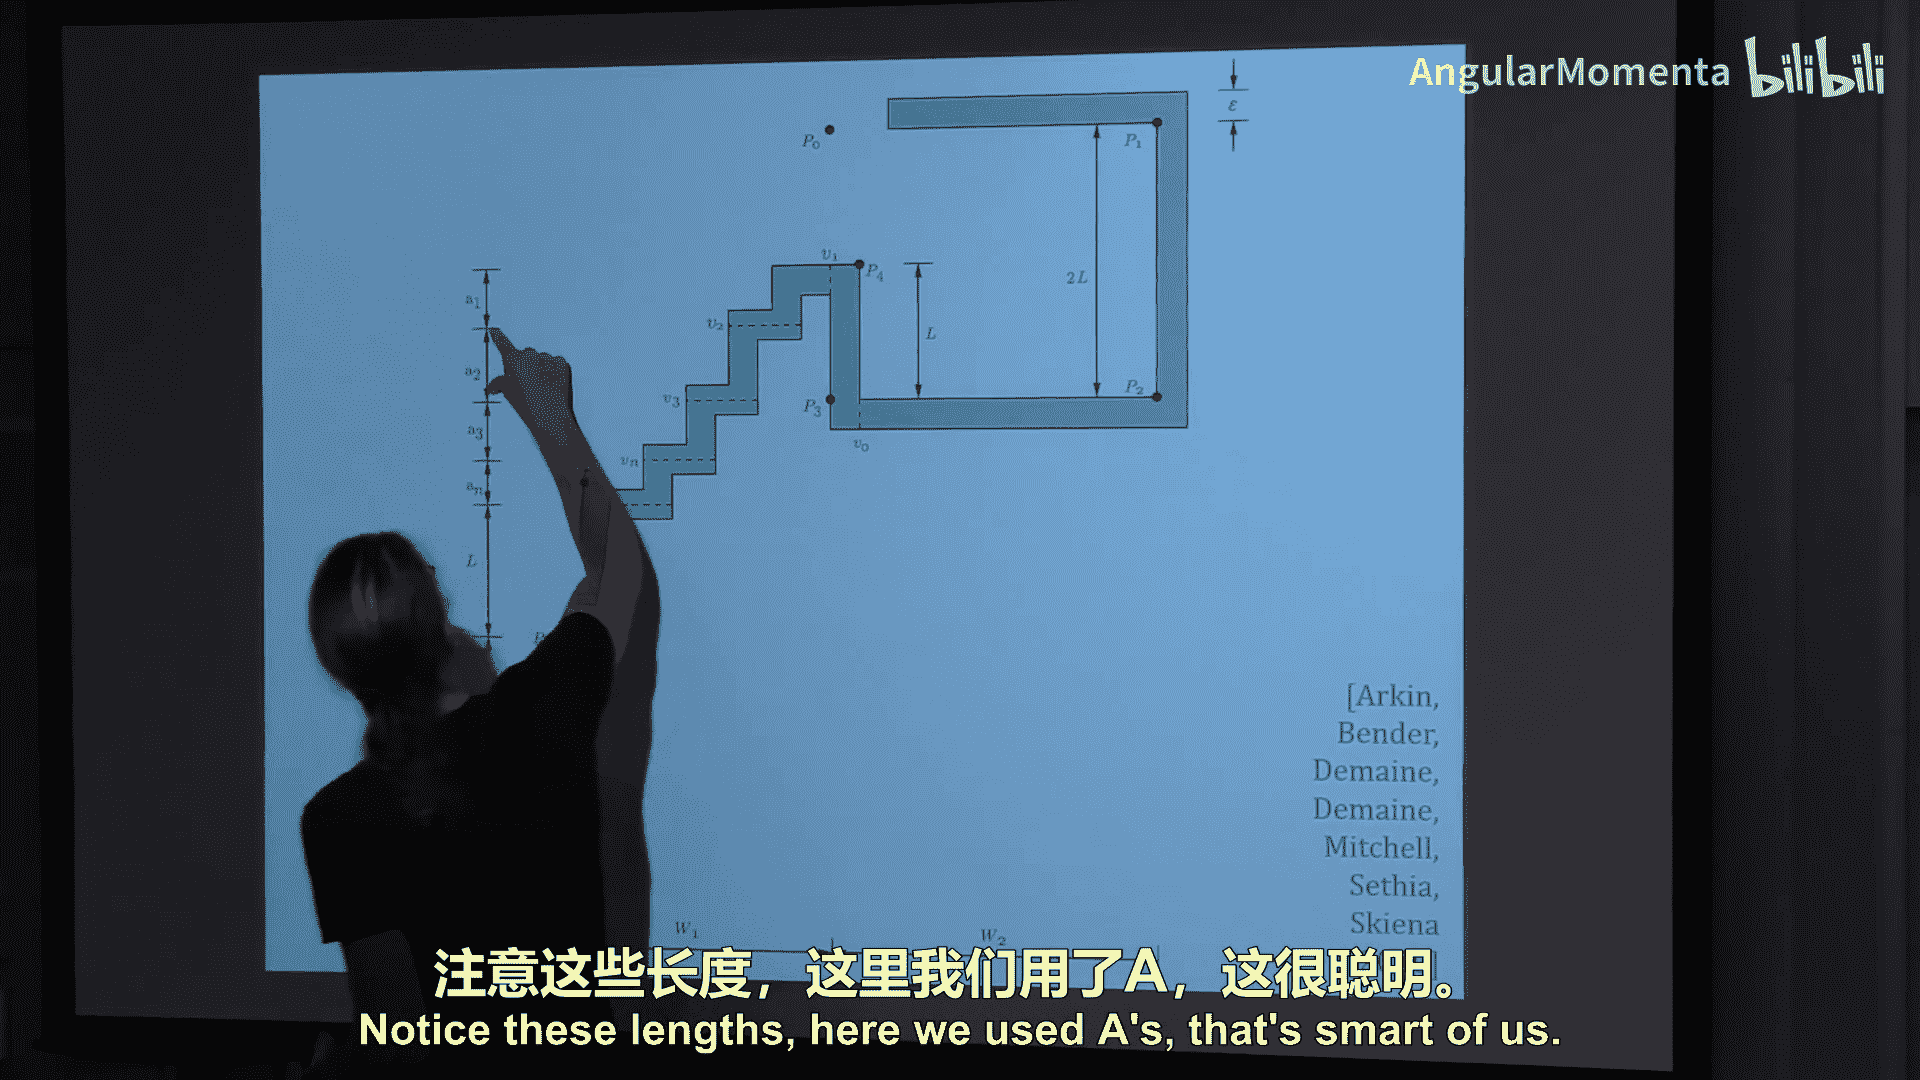 AngularMomenta bilibili
ε
P₀
P₁
v₁
P₄
a₁
2L
v₂
L
a₂
P₂
v₃
P₃
a₃
v₀
vₙ
aₙ
L
[Arkin,
Bender,
Demaine,
Demaine,
Mitchell,
Sethia,
Skiena
W₁
W₂
注意这些长度，这里我们用了A，这很聪明。
Notice these lengths, here we used A's, that's smart of us.